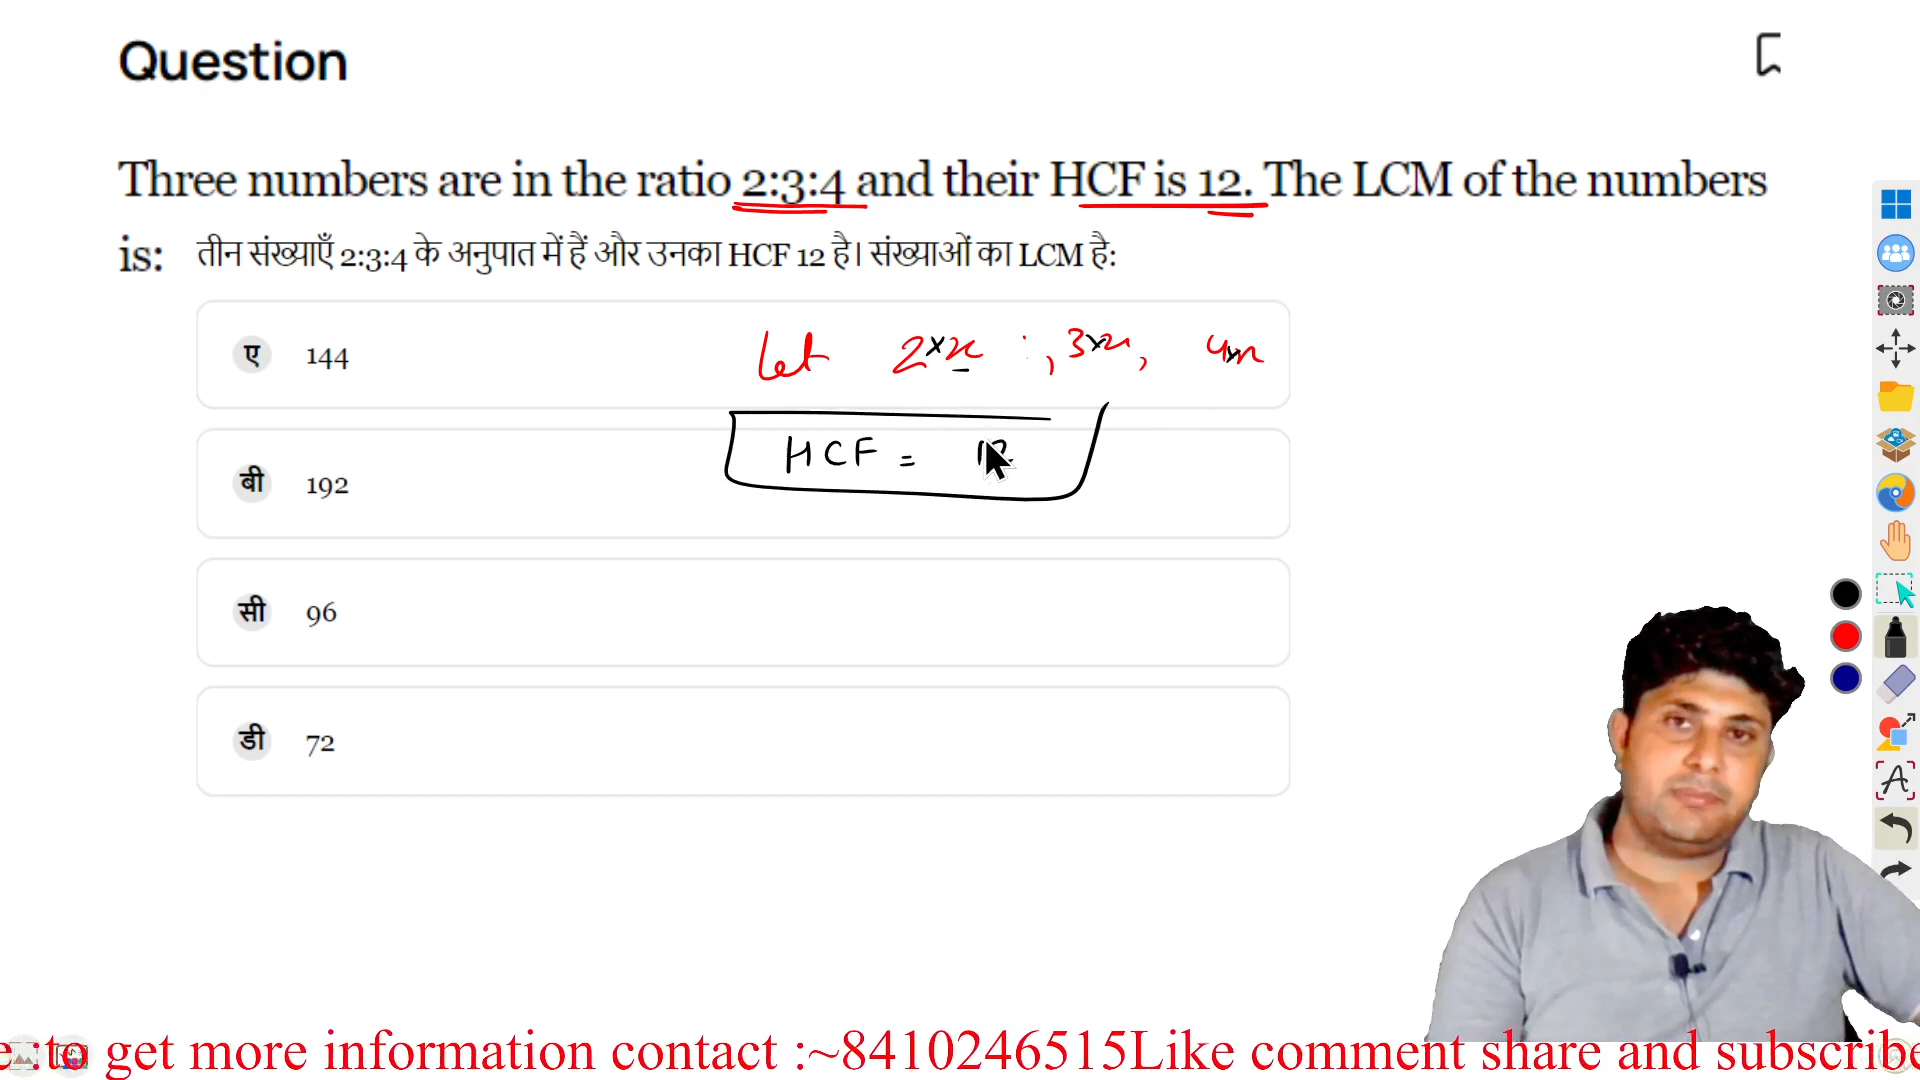 Question
Three numbers are in the ratio 2:3:4 and their HCF is 12. The LCM of the numbers
is: तीन संख्याएँ 2:3:4 के अनुपात में हैं और उनका HCF 12 है। संख्याओं का LCM है:
ए 144
Let 2×x :, 3×x, 4×x
HCF = 12
बी 192
सी 96
डी 72
e :to get more information contact :~8410246515Like comment share and subscribe